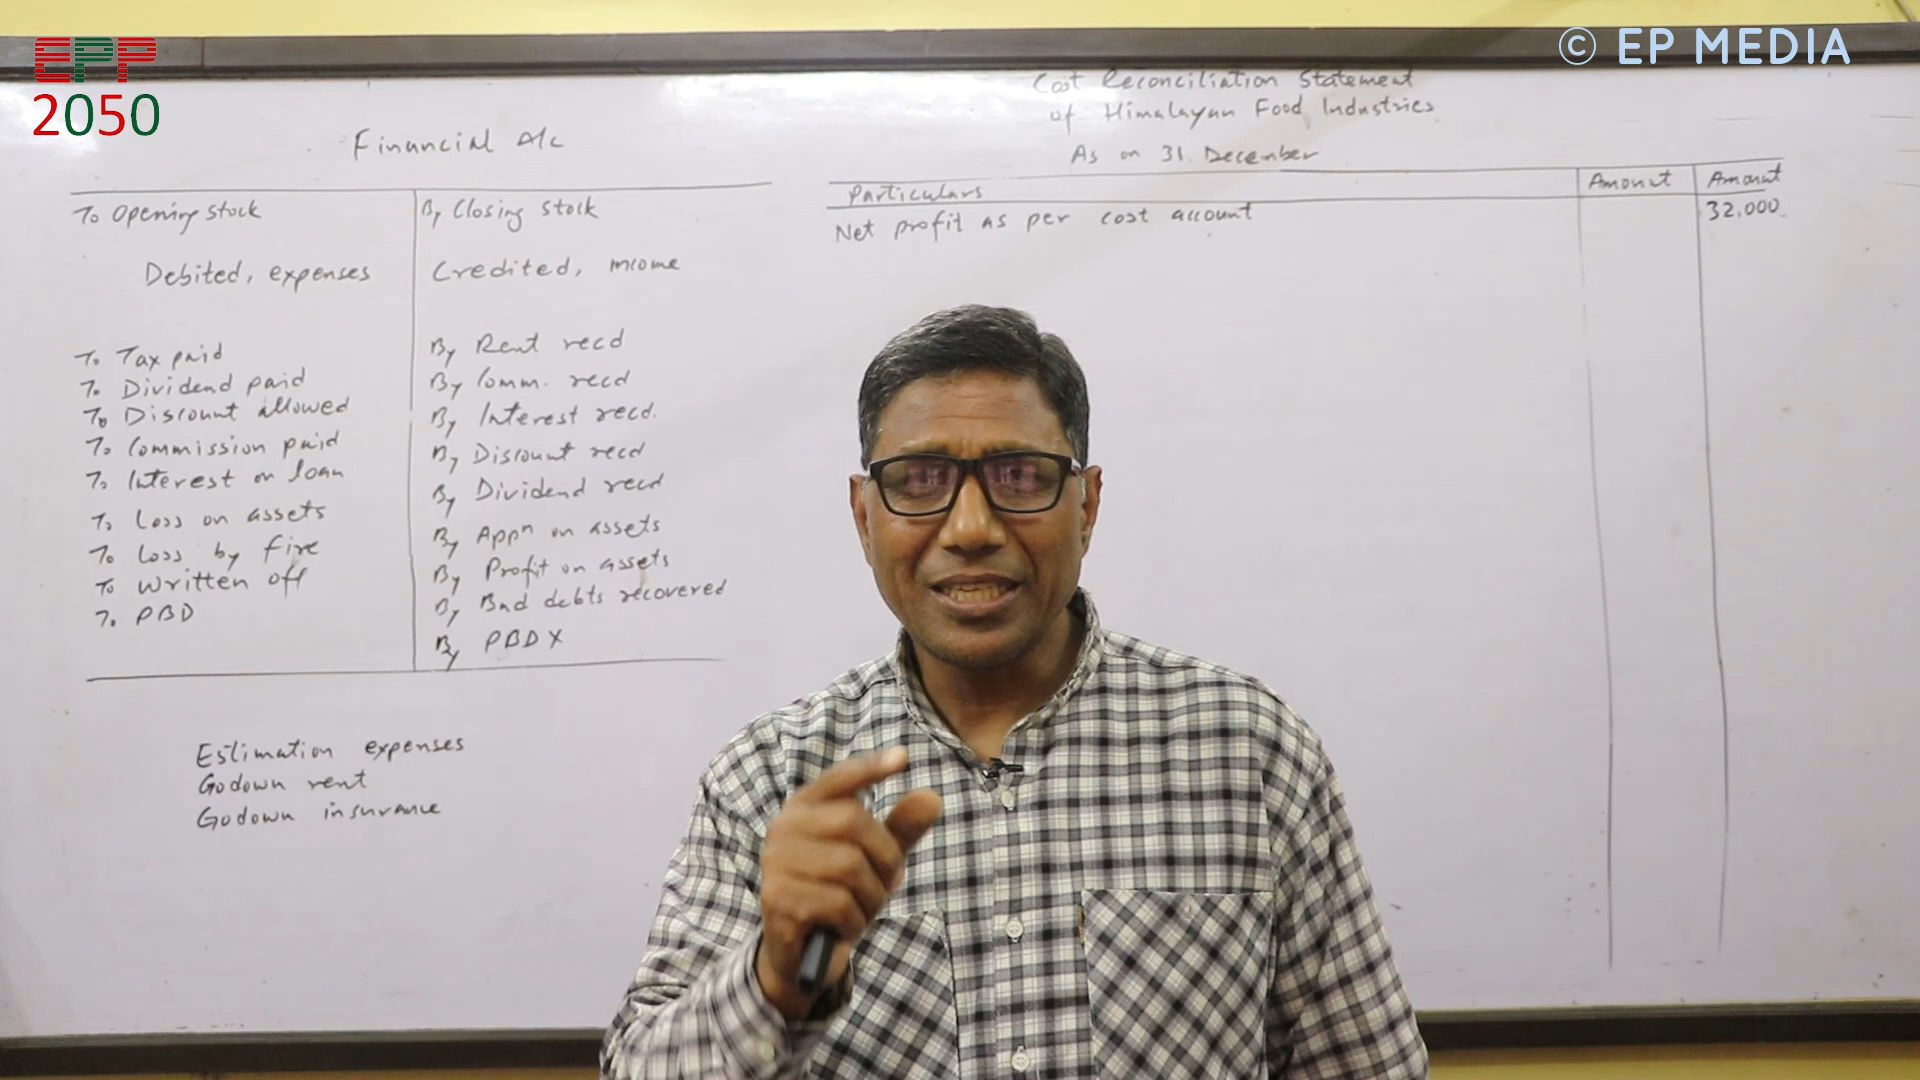 EPP
2050
© EP MEDIA
Financial A/c
To Opening stock
By Closing stock
Debited, expenses
Credited, income
To Tax paid
To Dividend paid
To Discount allowed
To Commission paid
To Interest on loan
To Loss on assets
To Loss by fire
To Written off
To PBD
By Rent recd
By Comm. recd
By Interest recd.
By Discount recd
By Dividend recd
By Appn on assets
By Profit on assets
By Bad debts recovered
By PBD X
Estimation expenses
Godown rent
Godown insurance
Cost Reconciliation Statement
of Himalayan Food Industries
As on 31 December
Particulars Amount Amount
Net profit as per cost account 32,000